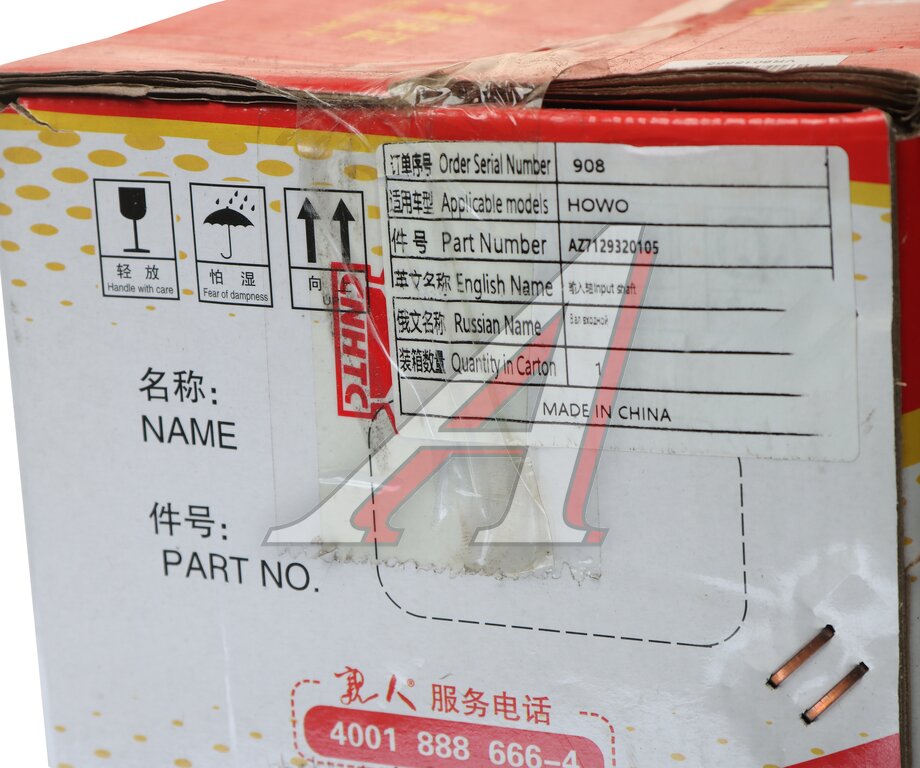 订单序号 Order Serial Number 908
适用车型 Applicable models HOWO
件号 Part Number AZ7129320105
英文名称 English Name 输入轴Input shaft
俄文名称 Russian Name Вал входной
装箱数量 Quantity in Carton 1
MADE IN CHINA
轻放
Handle with care
怕湿
Fear of dampness
向上
CNHTC
名称:
NAME
件号:
PART NO.
亲人® 服务电话
4001 888 666-4